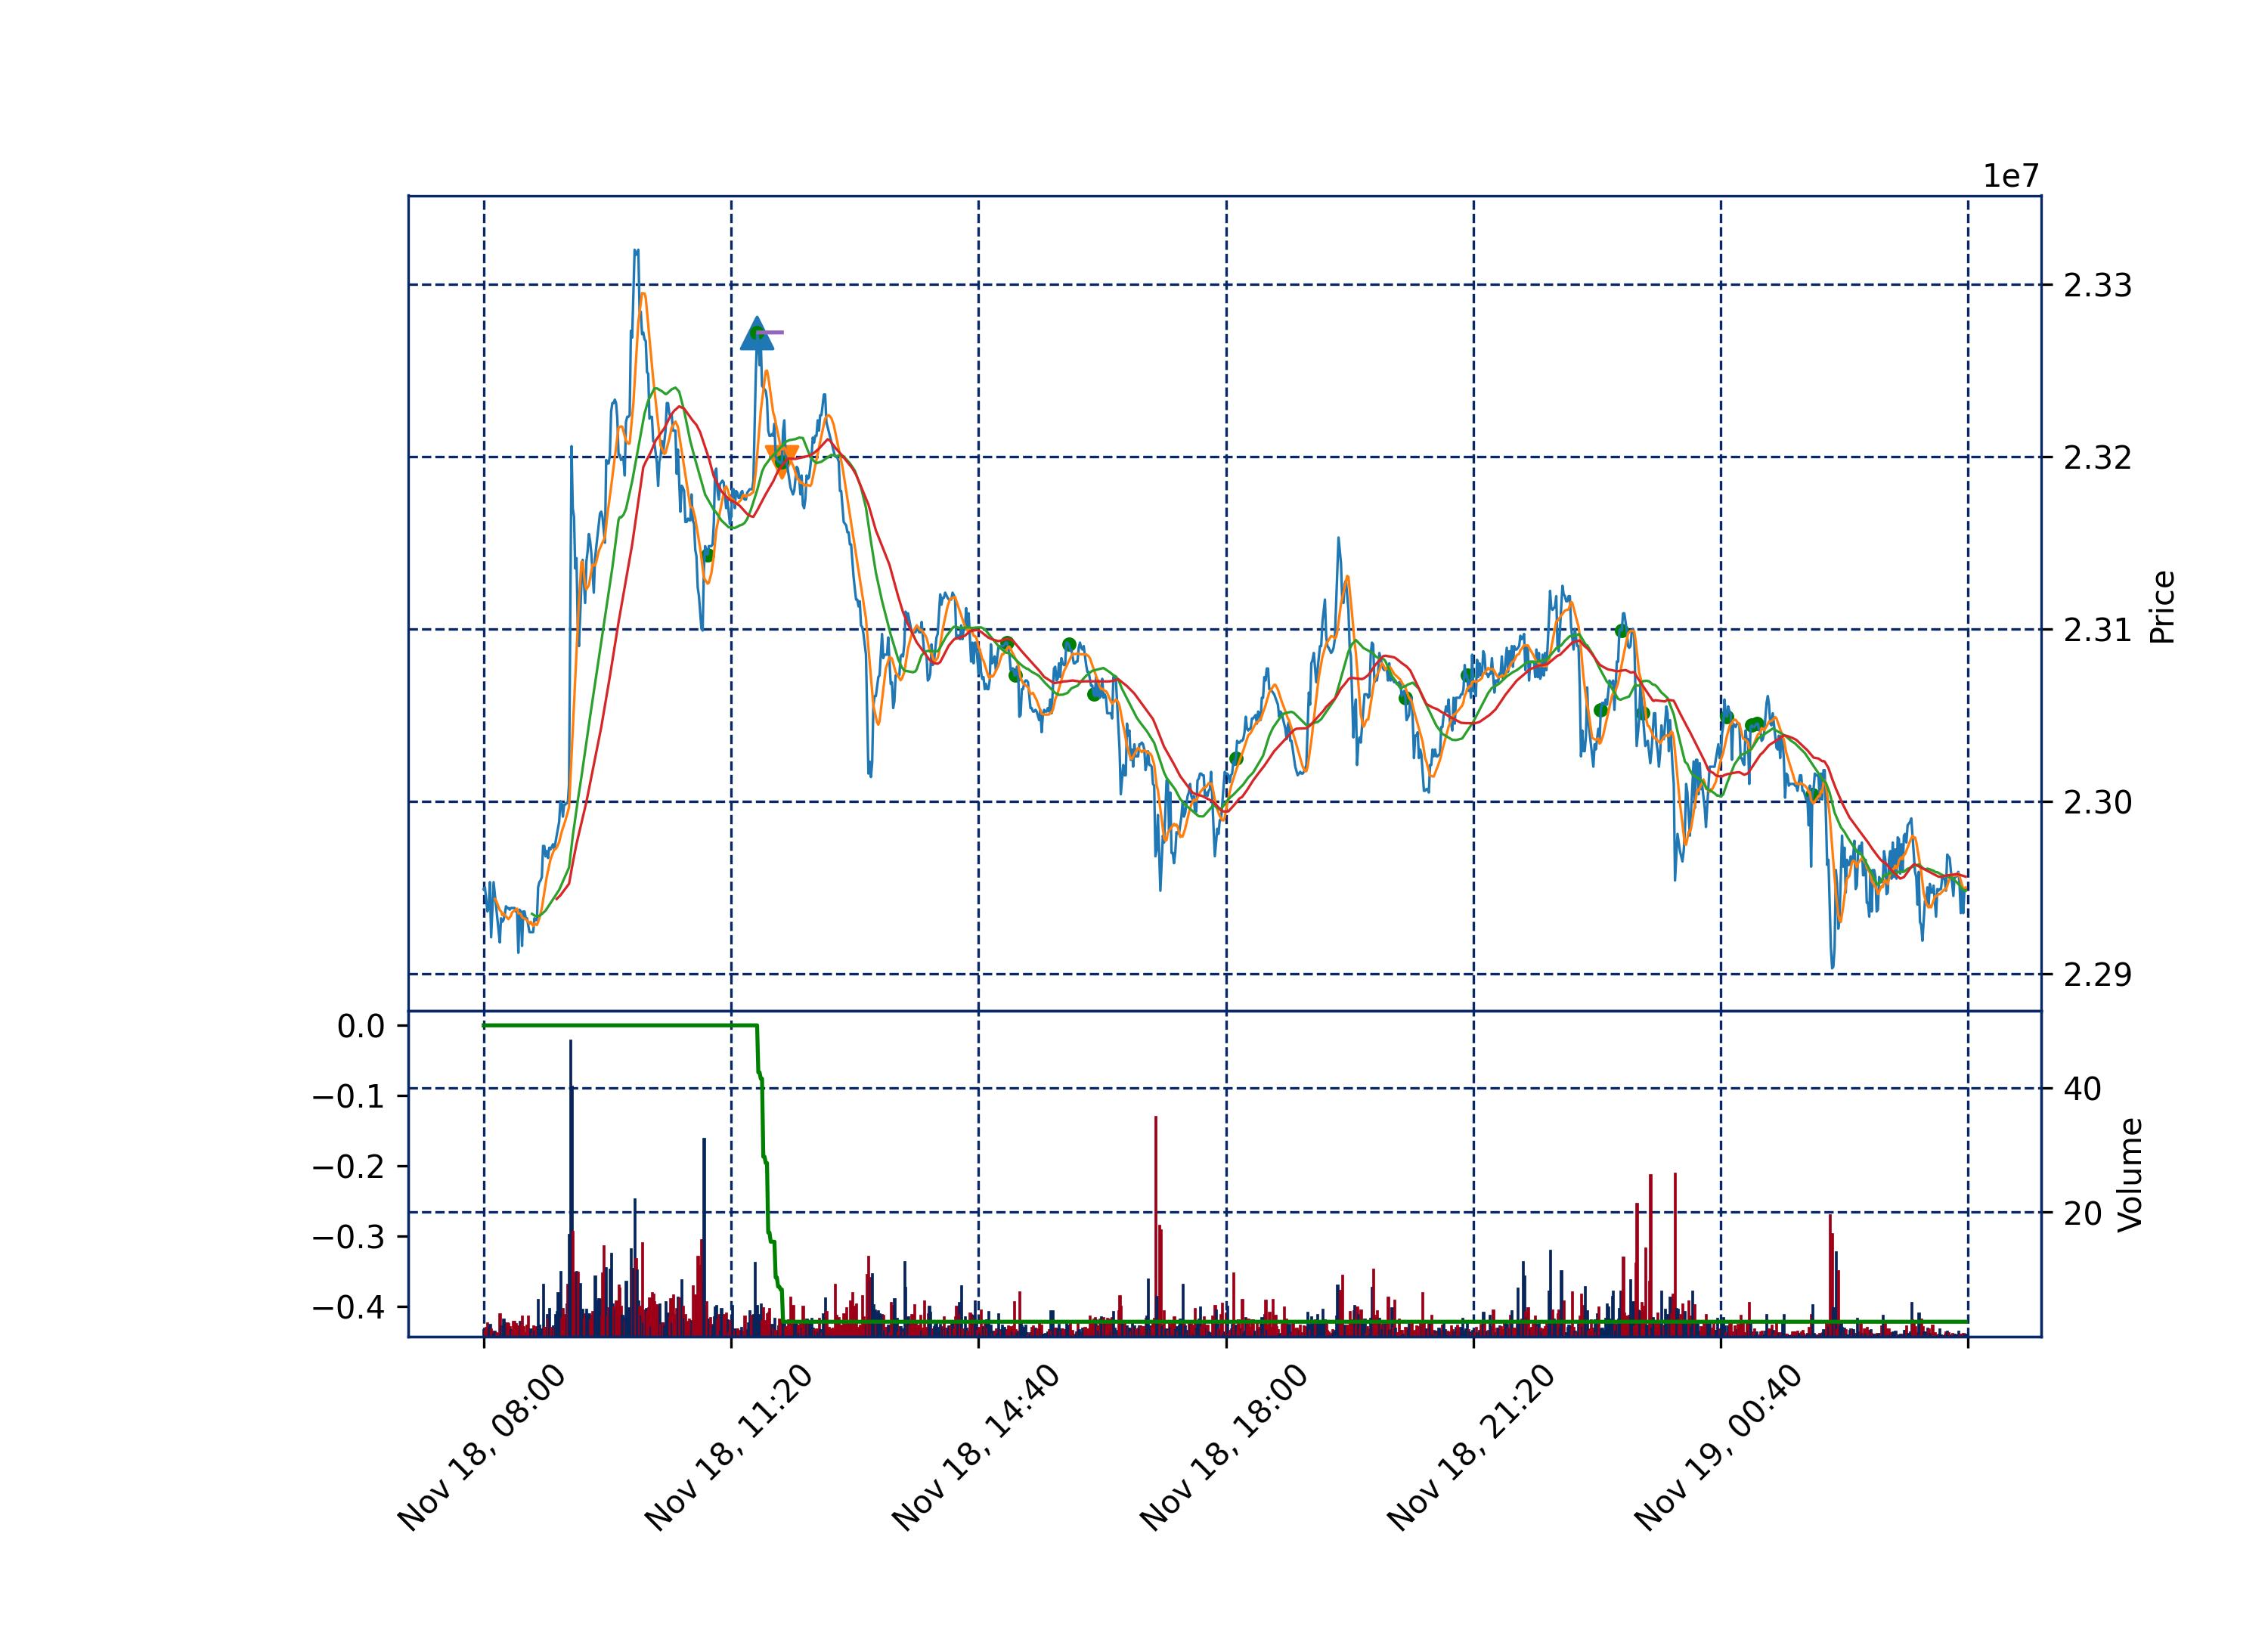 1e7
2.33
2.32
2.31
2.30
2.29
Price
0.0
−0.1
−0.2
−0.3
−0.4
40
20
Volume
Nov 18, 08:00
Nov 18, 11:20
Nov 18, 14:40
Nov 18, 18:00
Nov 18, 21:20
Nov 19, 00:40